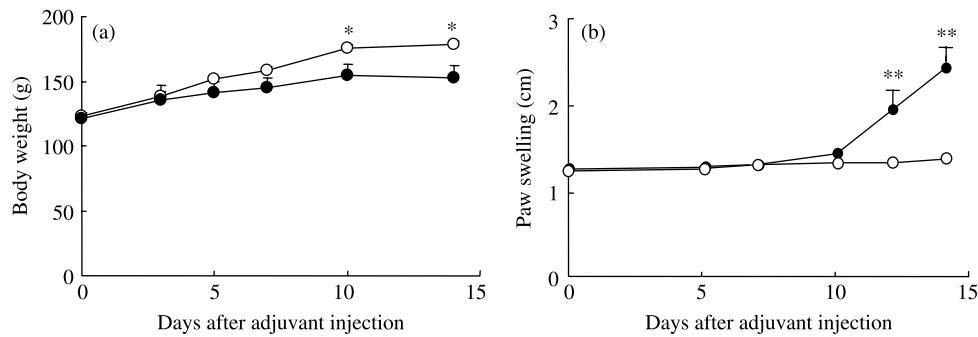 (a)
Body weight (g)
200
150
100
50
0
* *
0 5 10 15
Days after adjuvant injection
(b)
Paw swelling (cm)
3
2
1
0
** **
0 5 10 15
Days after adjuvant injection